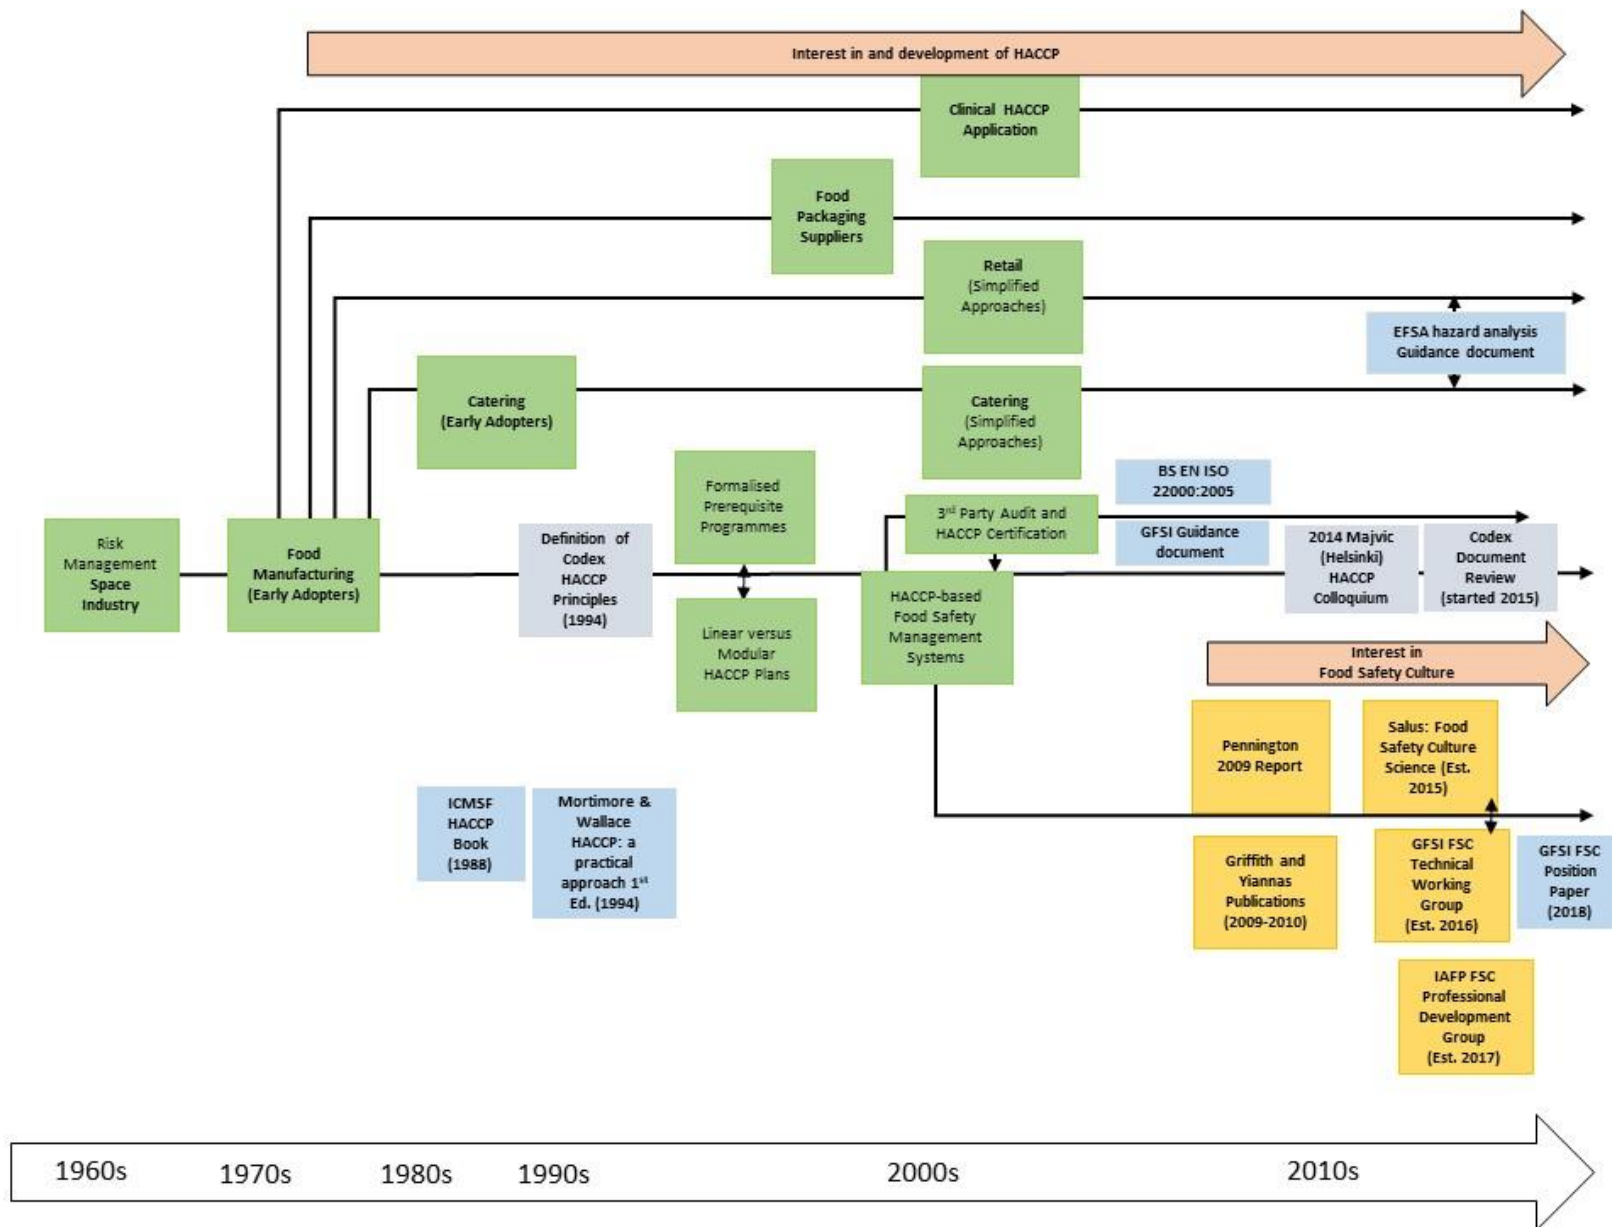 Interest in and development of HACCP
Clinical HACCP
Application
Food
Packaging
Suppliers
Retail
(Simplified
Approaches)
EFSA hazard analysis
Guidance document
Catering
(Early Adopters)
Catering
(Simplified
Approaches)
Formalised
Prerequisite
Programmes
BS EN ISO
22000:2005
3rd Party Audit and
HACCP Certification
GFSI Guidance
document
Risk
Management
Space
Industry
Food
Manufacturing
(Early Adopters)
Definition of
Codex
HACCP
Principles
(1994)
2014 Majvic
(Helsinki)
HACCP
Colloquium
Codex
Document
Review
(started 2015)
Linear versus
Modular
HACCP Plans
HACCP-based
Food Safety
Management
Systems
Interest in
Food Safety Culture
Pennington
2009 Report
Salus: Food
Safety Culture
Science (Est.
2015)
ICMSF
HACCP
Book
(1988)
Mortimore &
Wallace
HACCP: a
practical
approach 1st
Ed. (1994)
Griffith and
Yiannas
Publications
(2009-2010)
GFSI FSC
Technical
Working
Group
(Est. 2016)
GFSI FSC
Position
Paper
(2018)
IAFP FSC
Professional
Development
Group
(Est. 2017)
1960s
1970s
1980s
1990s
2000s
2010s